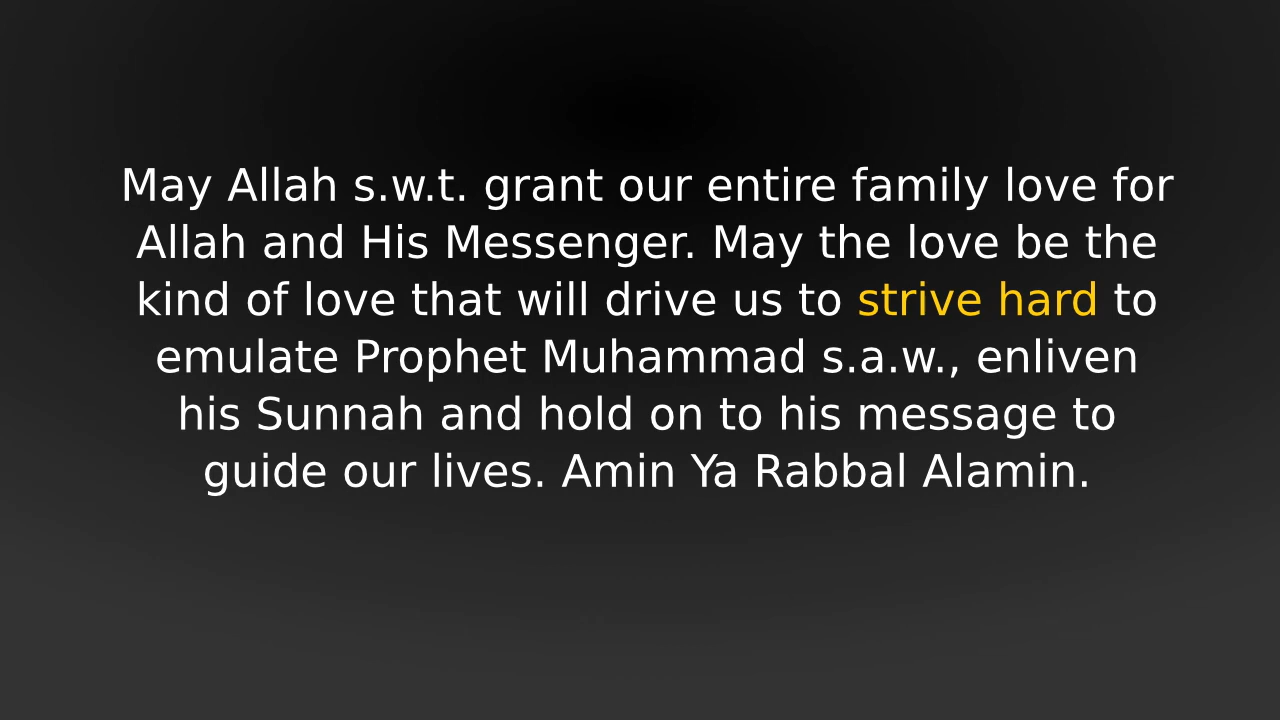 May Allah s.w.t. grant our entire family love for
Allah and His Messenger. May the love be the
kind of love that will drive us to strive hard to
emulate Prophet Muhammad s.a.w., enliven
his Sunnah and hold on to his message to
guide our lives. Amin Ya Rabbal Alamin.